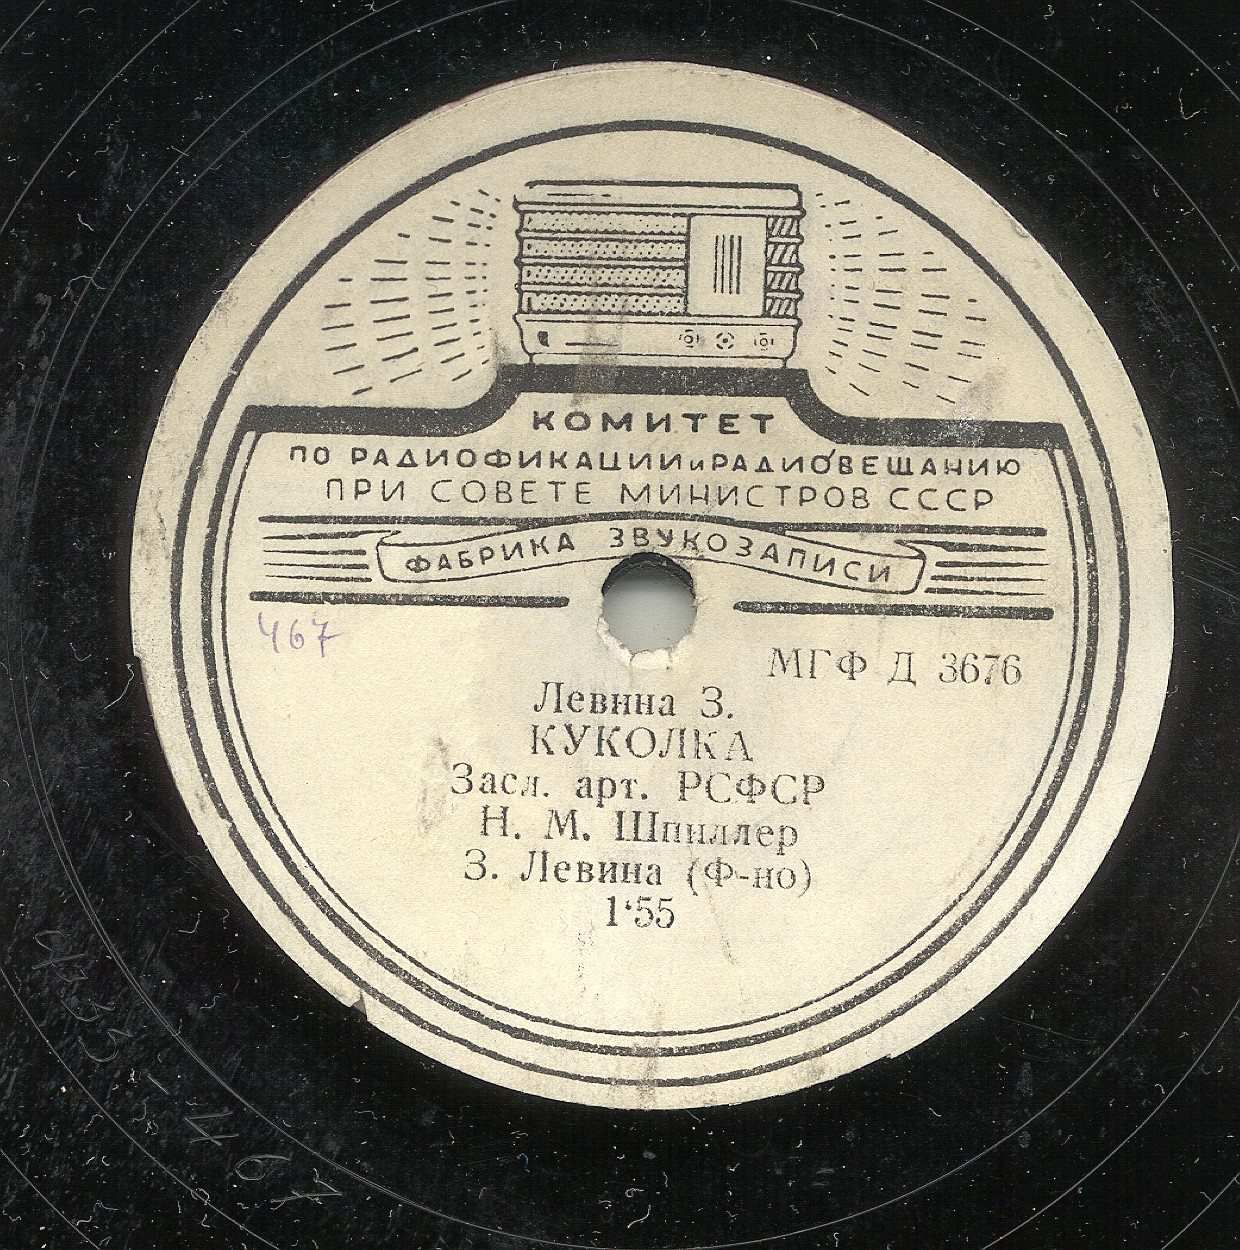 КОМИТЕТ
ПО РАДИОФИКАЦИИ и РАДИОВЕЩАНИЮ
ПРИ СОВЕТЕ МИНИСТРОВ СССР
ФАБРИКА ЗВУКОЗАПИСИ
467
МГФ Д 3676
Левина З.
КУКОЛКА
Засл. арт. РСФСР
Н. М. Шпиллер
З. Левина (Ф-но)
1‘55